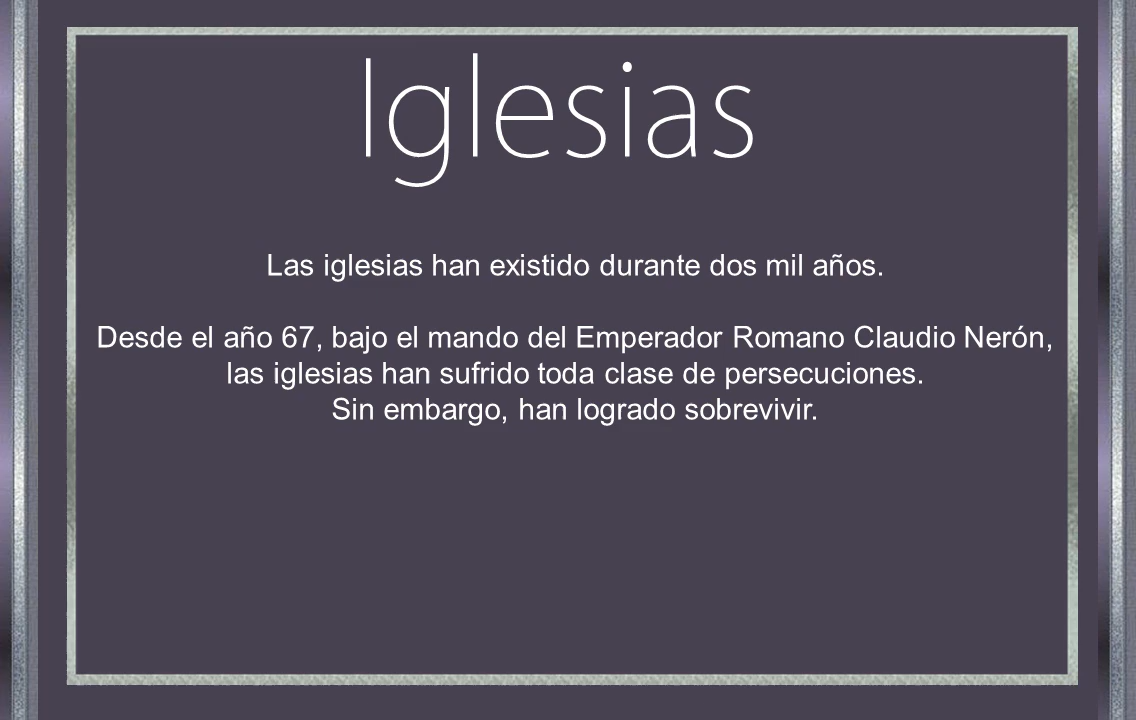 Iglesias
Las iglesias han existido durante dos mil años.
Desde el año 67, bajo el mando del Emperador Romano Claudio Nerón,
las iglesias han sufrido toda clase de persecuciones.
Sin embargo, han logrado sobrevivir.